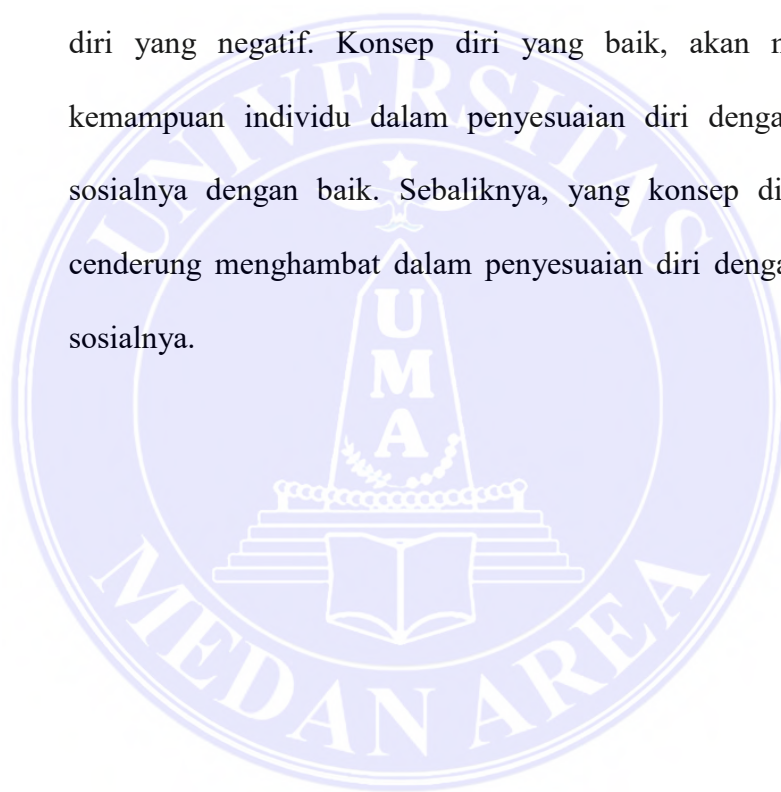 diri yang negatif. Konsep diri yang baik, akan
kemampuan individu dalam penyesuaian diri
sosialnya dengan baik. Sebaliknya, yang konsep
cenderung menghambat dalam penyesuaian diri
sosialnya.
UNIVERSITAS
U
M
A
MEDAN AREA